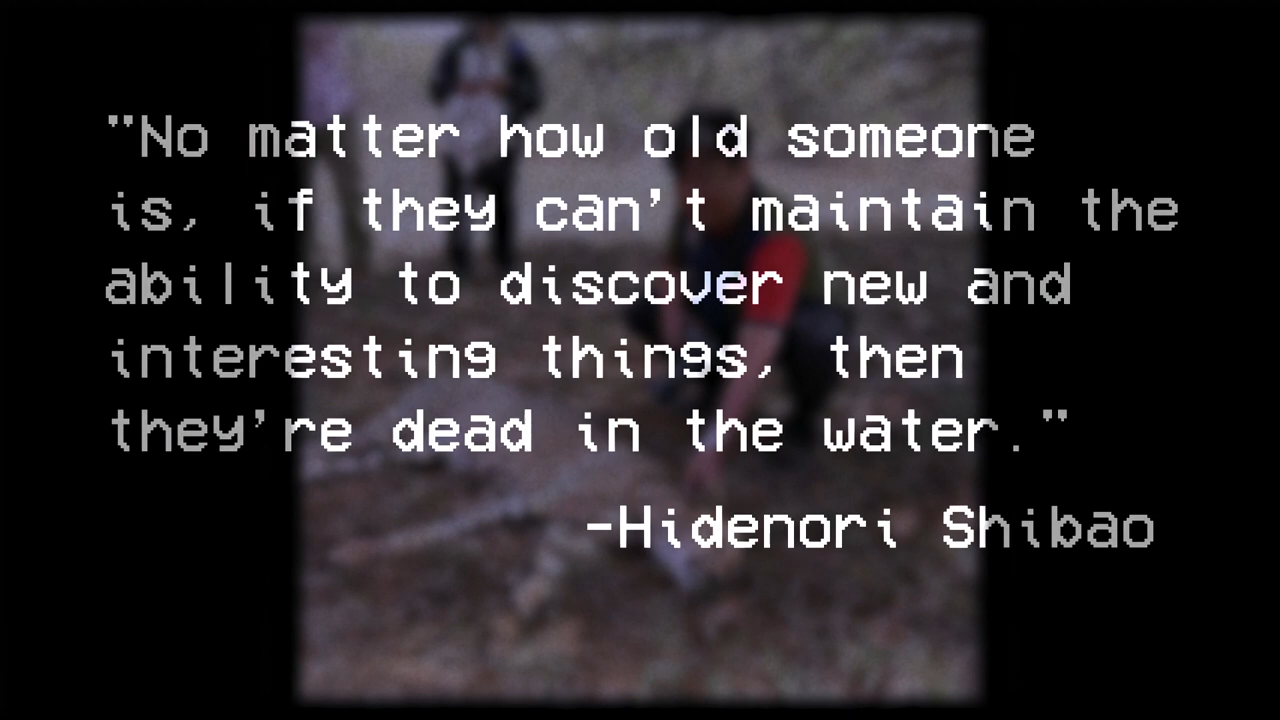 "No matter how old someone
is, if they can't maintain the
ability to discover new and
interesting things, then
they're dead in the water."
-Hidenori Shibao